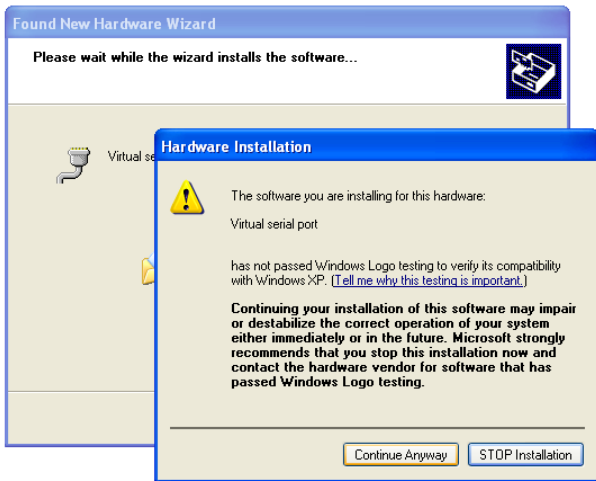 Found New Hardware Wizard
Please wait while the wizard installs the software...
Virtual se
Hardware Installation
The software you are installing for this hardware:
Virtual serial port
has not passed Windows Logo testing to verify its compatibility
with Windows XP. (Tell me why this testing is important.)
Continuing your installation of this software may impair
or destabilize the correct operation of your system
either immediately or in the future. Microsoft strongly
recommends that you stop this installation now and
contact the hardware vendor for software that has
passed Windows Logo testing.
Continue Anyway
STOP Installation